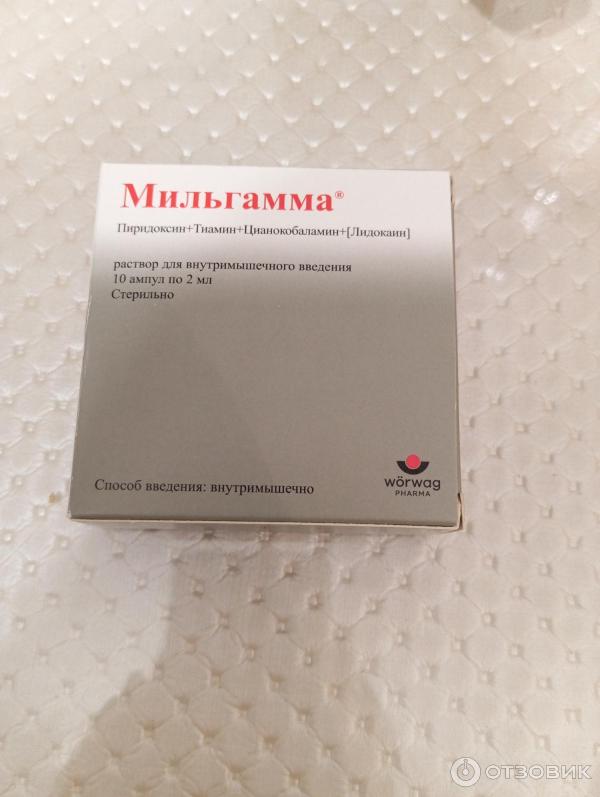 Мильгамма®
Пиридоксин+Тиамин+Цианокобаламин+[Лидокаин]
раствор для внутримышечного введения
10 ампул по 2 мл
Стерильно
Способ введения: внутримышечно
wörwag
PHARMA
ОТЗОВИК